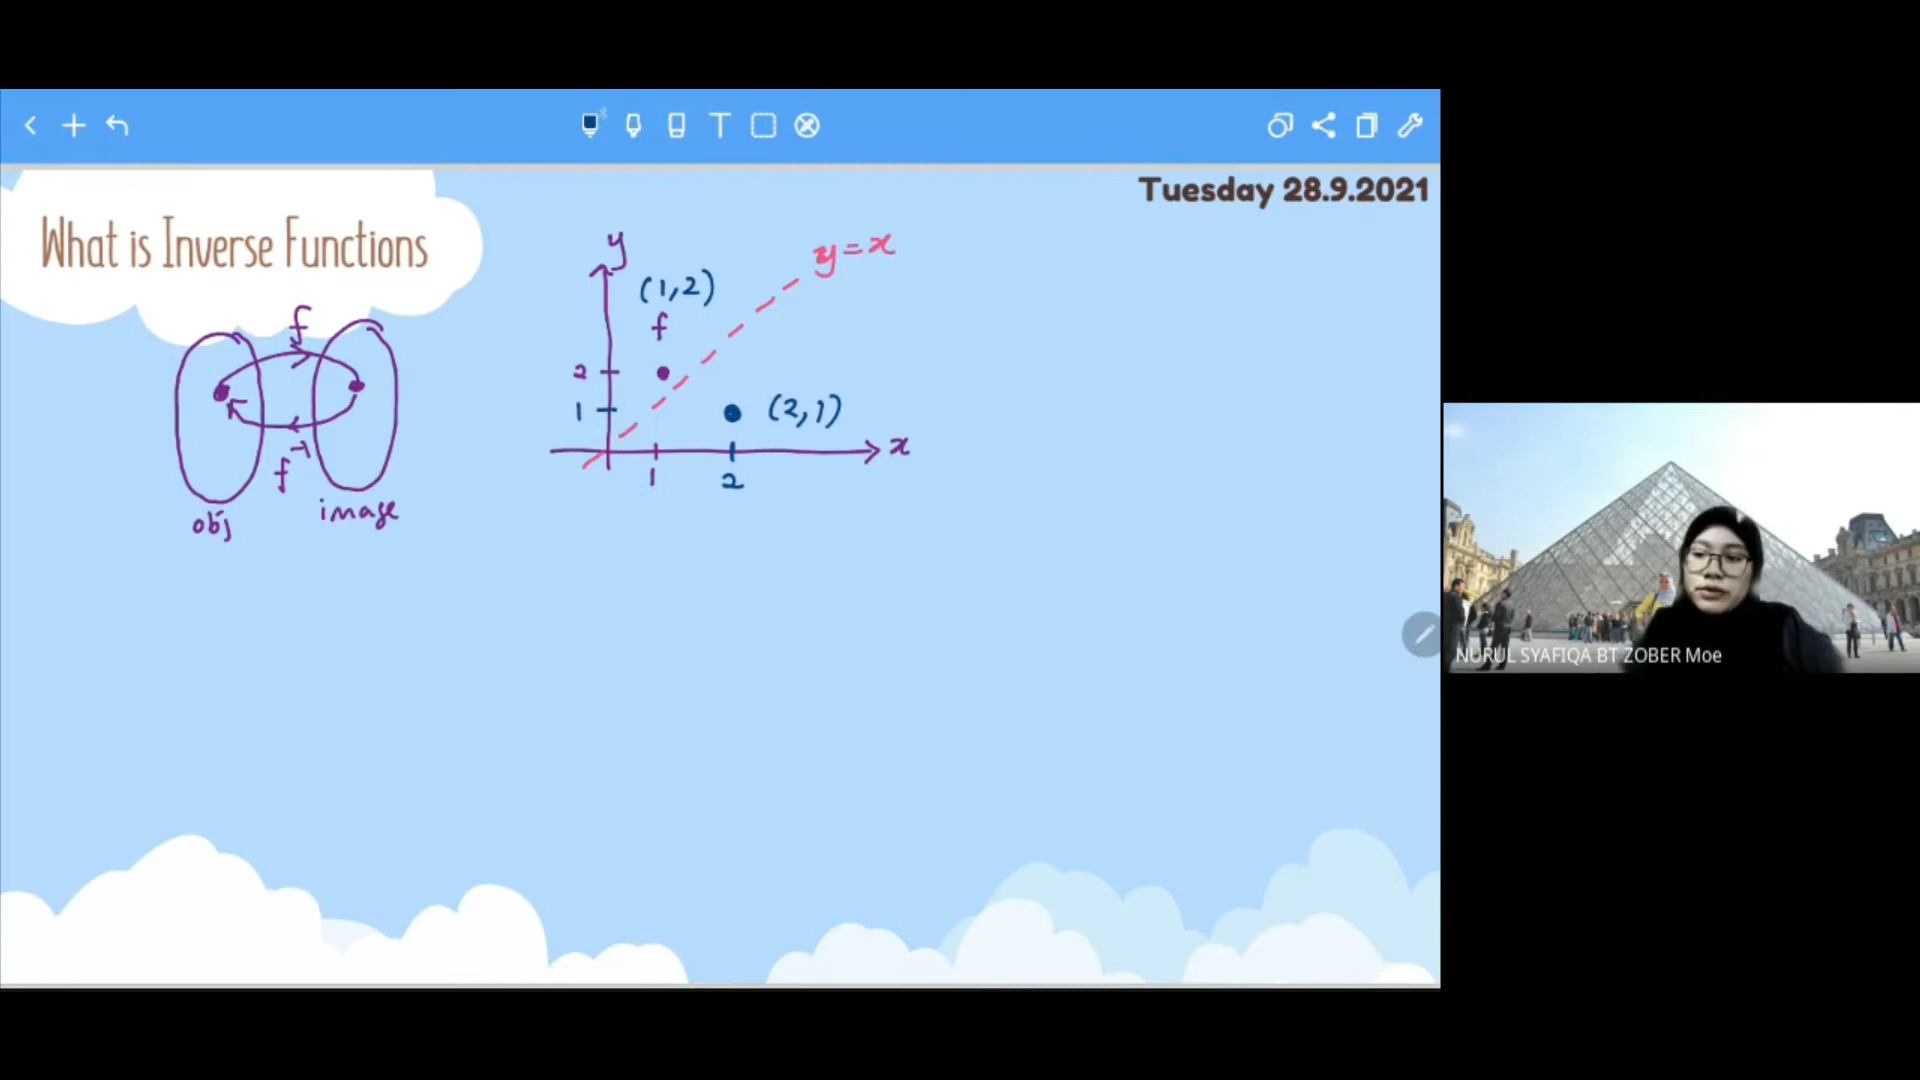 Tuesday 28.9.2021
What is Inverse Functions
f
f⁻¹
obj
image
y
y=x
(1,2)
f
2
1
(2,1)
x
1
2
NURUL SYAFIQA BT ZOBER Moe